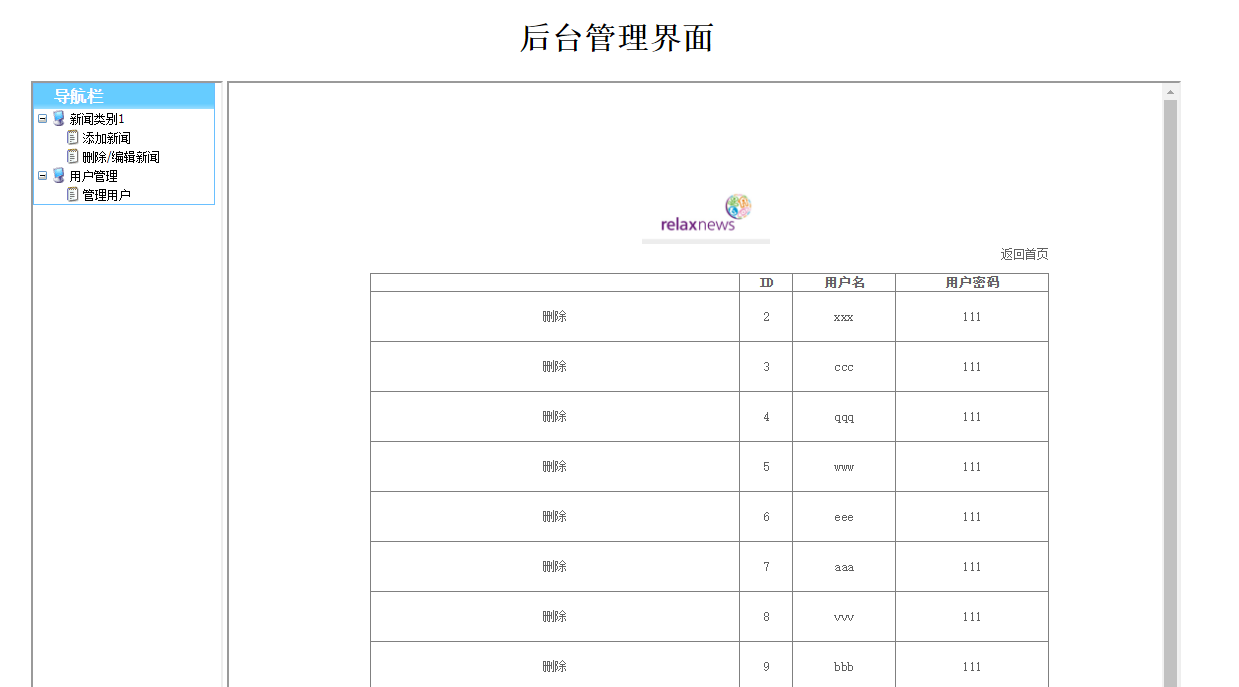 后台管理界面
导航栏
新闻类别1
添加新闻
删除/编辑新闻
用户管理
管理用户
relaxnews
返回首页
ID 用户名 用户密码
删除 2 xxx 111
删除 3 ccc 111
删除 4 qqq 111
删除 5 www 111
删除 6 eee 111
删除 7 aaa 111
删除 8 vvv 111
删除 9 bbb 111